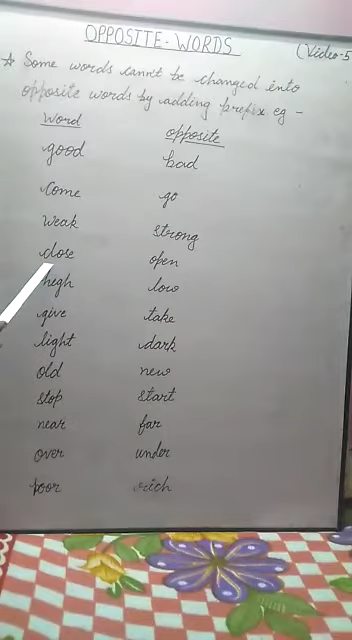 OPPOSITE-WORDS
(Video-5
☆ Some words cann't be changed into
opposite words by adding prefix eg -
Word opposite
good bad
come go
Weak strong
close open
high low
give take
light dark
old new
stop start
near far
over under
poor rich